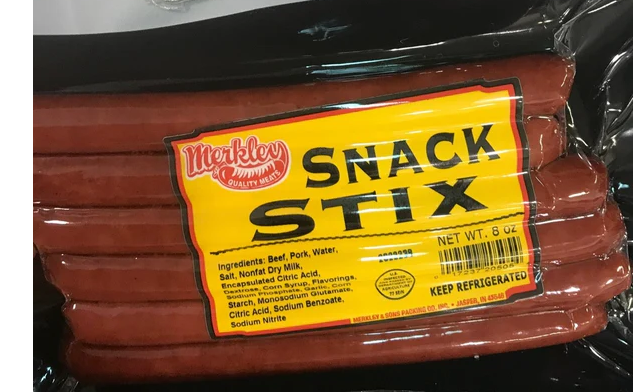 Merkley
QUALITY MEATS
SNACK
STIX
Ingredients: Beef, Pork, Water,
Salt, Nonfat Dry Milk,
Encapsulated Citric Acid,
Dextrose, Corn Syrup, Flavorings,
Sodium Phosphate, Garlic, Corn
Starch, Monosodium Glutamate,
Citric Acid, Sodium Benzoate,
Sodium Nitrite
NET WT. 8 OZ
KEEP REFRIGERATED
MERKLEY & SONS PACKING CO. INC. • JASPER, IN